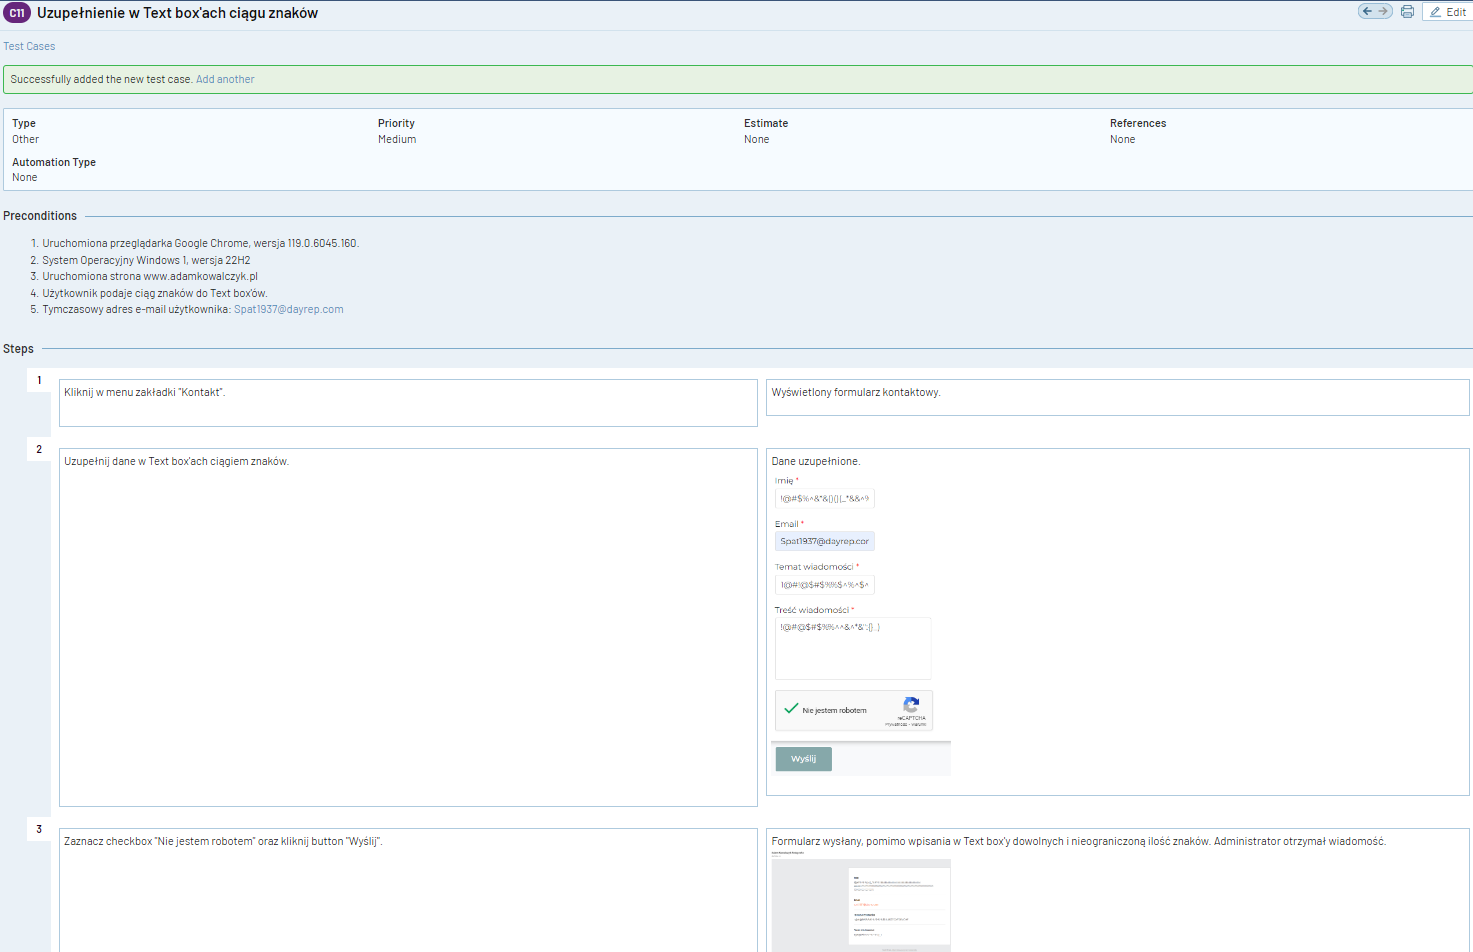 C11 Uzupełnienie w Text box'ach ciągu znaków
Edit
Test Cases
Successfully added the new test case. Add another
Type Priority Estimate References
Other Medium None None
Automation Type
None
Preconditions
1. Uruchomiona przeglądarka Google Chrome, wersja 119.0.6045.160.
2. System Operacyjny Windows 1, wersja 22H2
3. Uruchomiona strona www.adamkowalczyk.pl
4. Użytkownik podaje ciąg znaków do Text box'ów.
5. Tymczasowy adres e-mail użytkownika: Spat1937@dayrep.com
Steps
1
Kliknij w menu zakładki "Kontakt".
Wyświetlony formularz kontaktowy.
2
Uzupełnij dane w Text box'ach ciągiem znaków.
Dane uzupełnione.
Imię *
Email *
Spat1937@dayrep.cor
Temat wiadomości *
Treść wiadomości *
Nie jestem robotem
reCAPTCHA
Wyślij
3
Zaznacz checkbox "Nie jestem robotem" oraz kliknij button "Wyślij".
Formularz wysłany, pomimo wpisania w Text box'y dowolnych i nieograniczoną ilość znaków. Administrator otrzymał wiadomość.